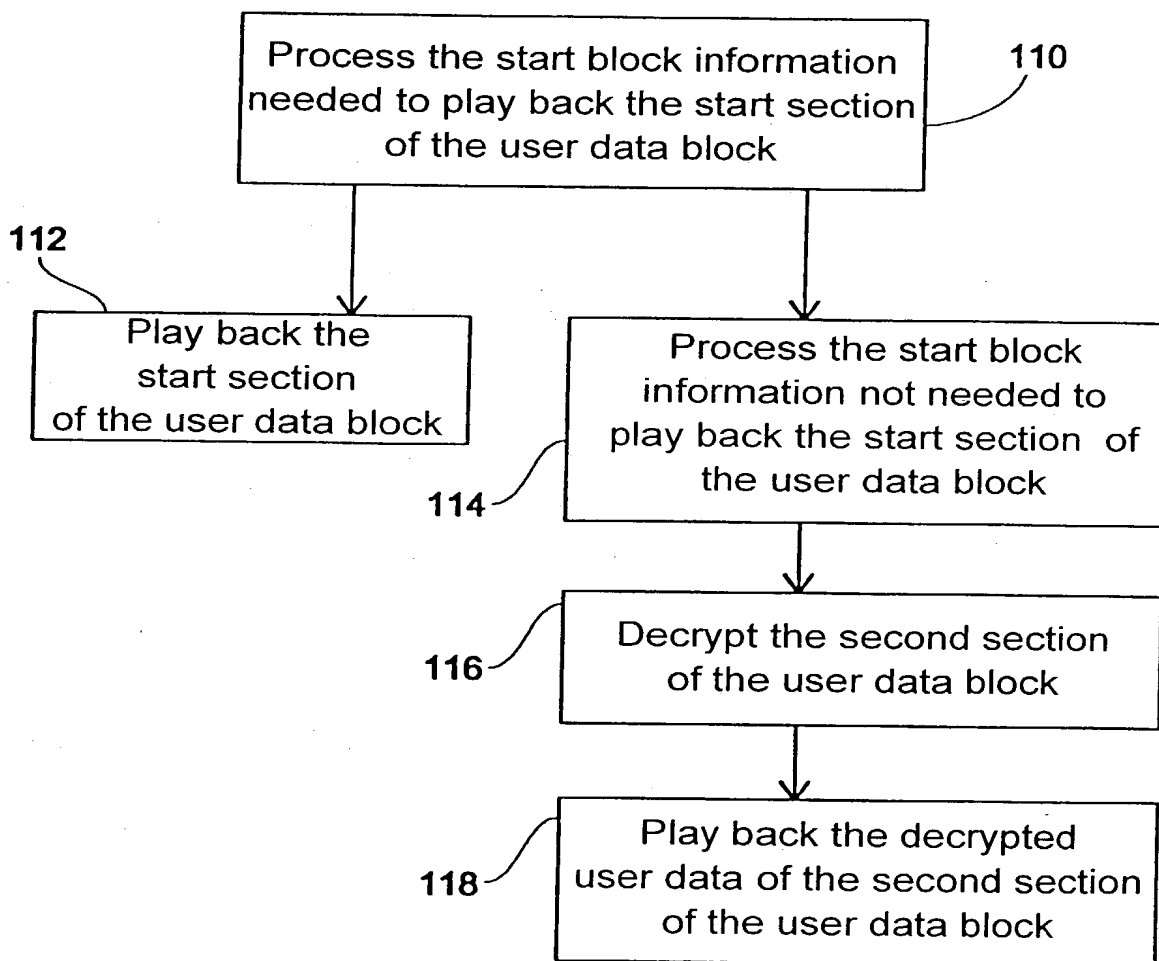 Process the start block information
needed to play back the start section
of the user data block
110
112
Play back the
start section
of the user data block
Process the start block
information not needed to
play back the start section of
the user data block
114
Decrypt the second section
of the user data block
116
Play back the decrypted
user data of the second section
of the user data block
118